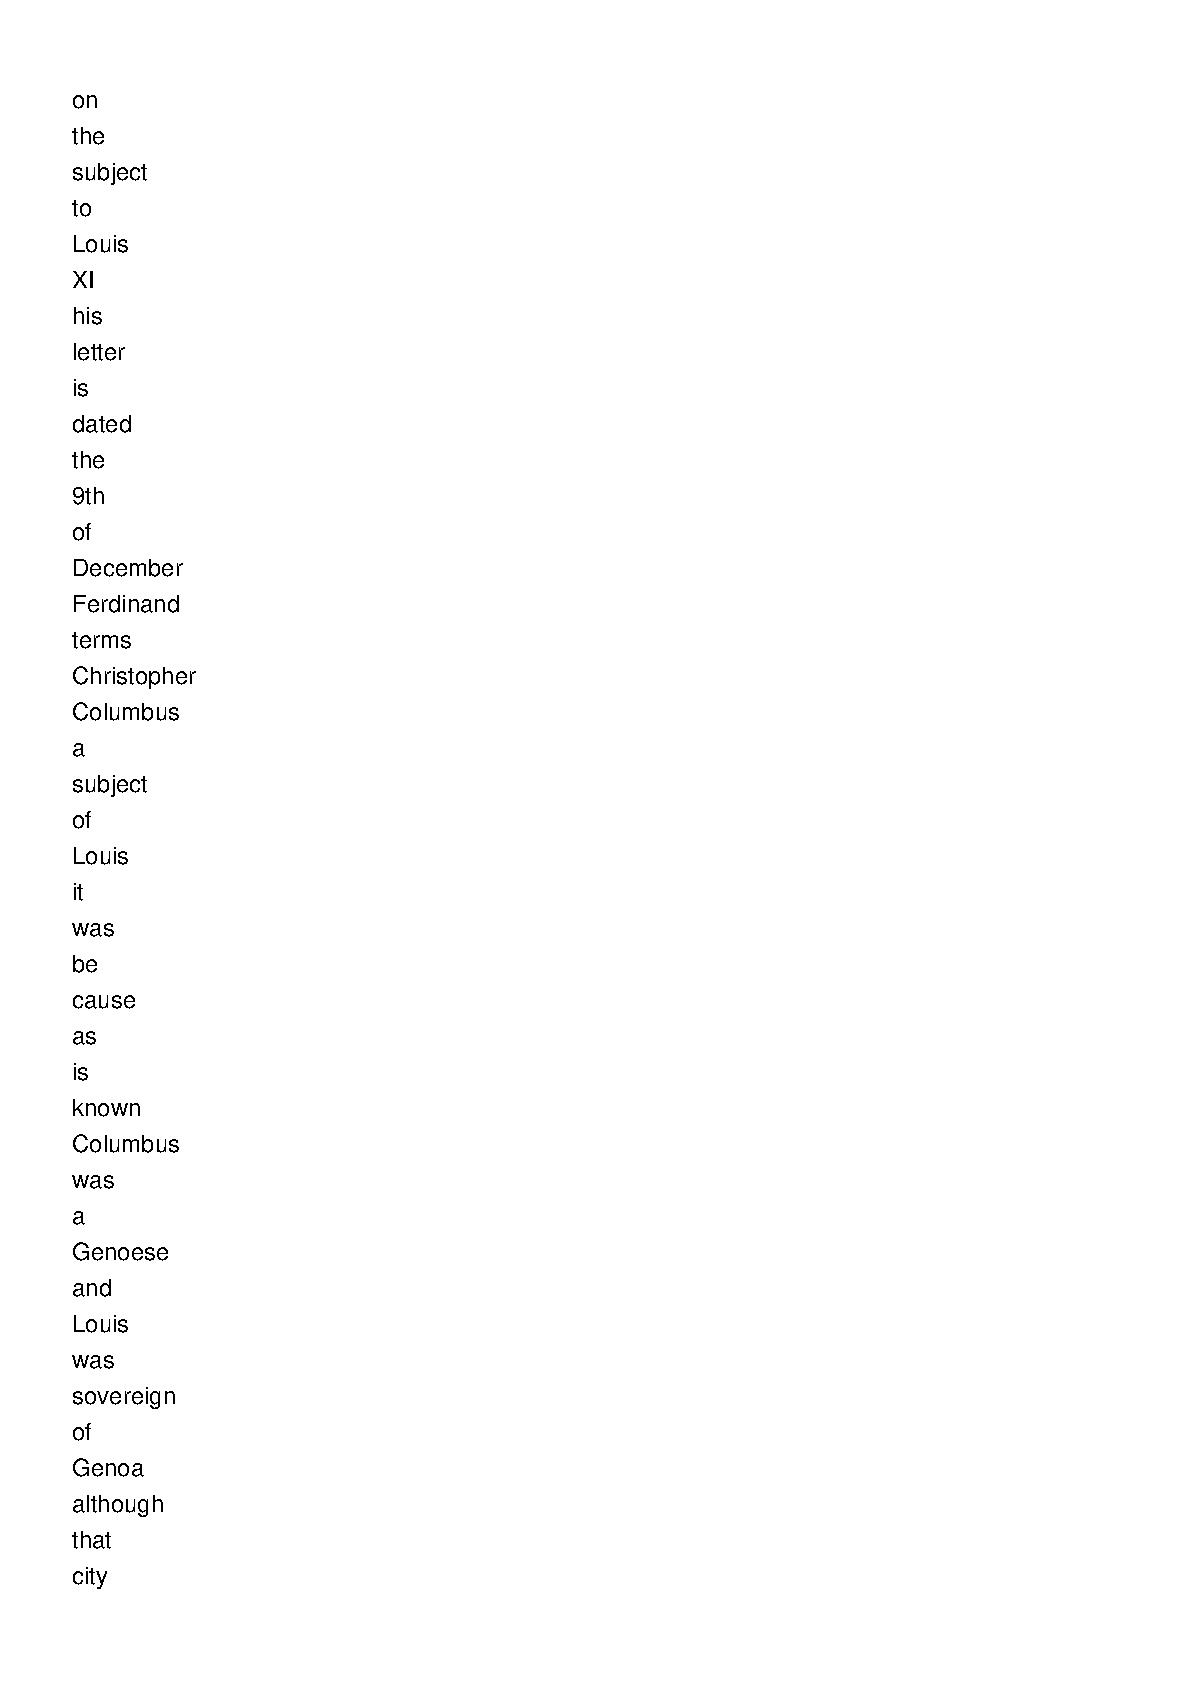 on
the
subject
to
Louis
XI
his
letter
is
dated
the
9th
of
December
Ferdinand
terms
Christopher
Columbus
a
subject
of
Louis
it
was
be
cause
as
is
known
Columbus
was
a
Genoese
and
Louis
was
sovereign
of
Genoa
although
that
city